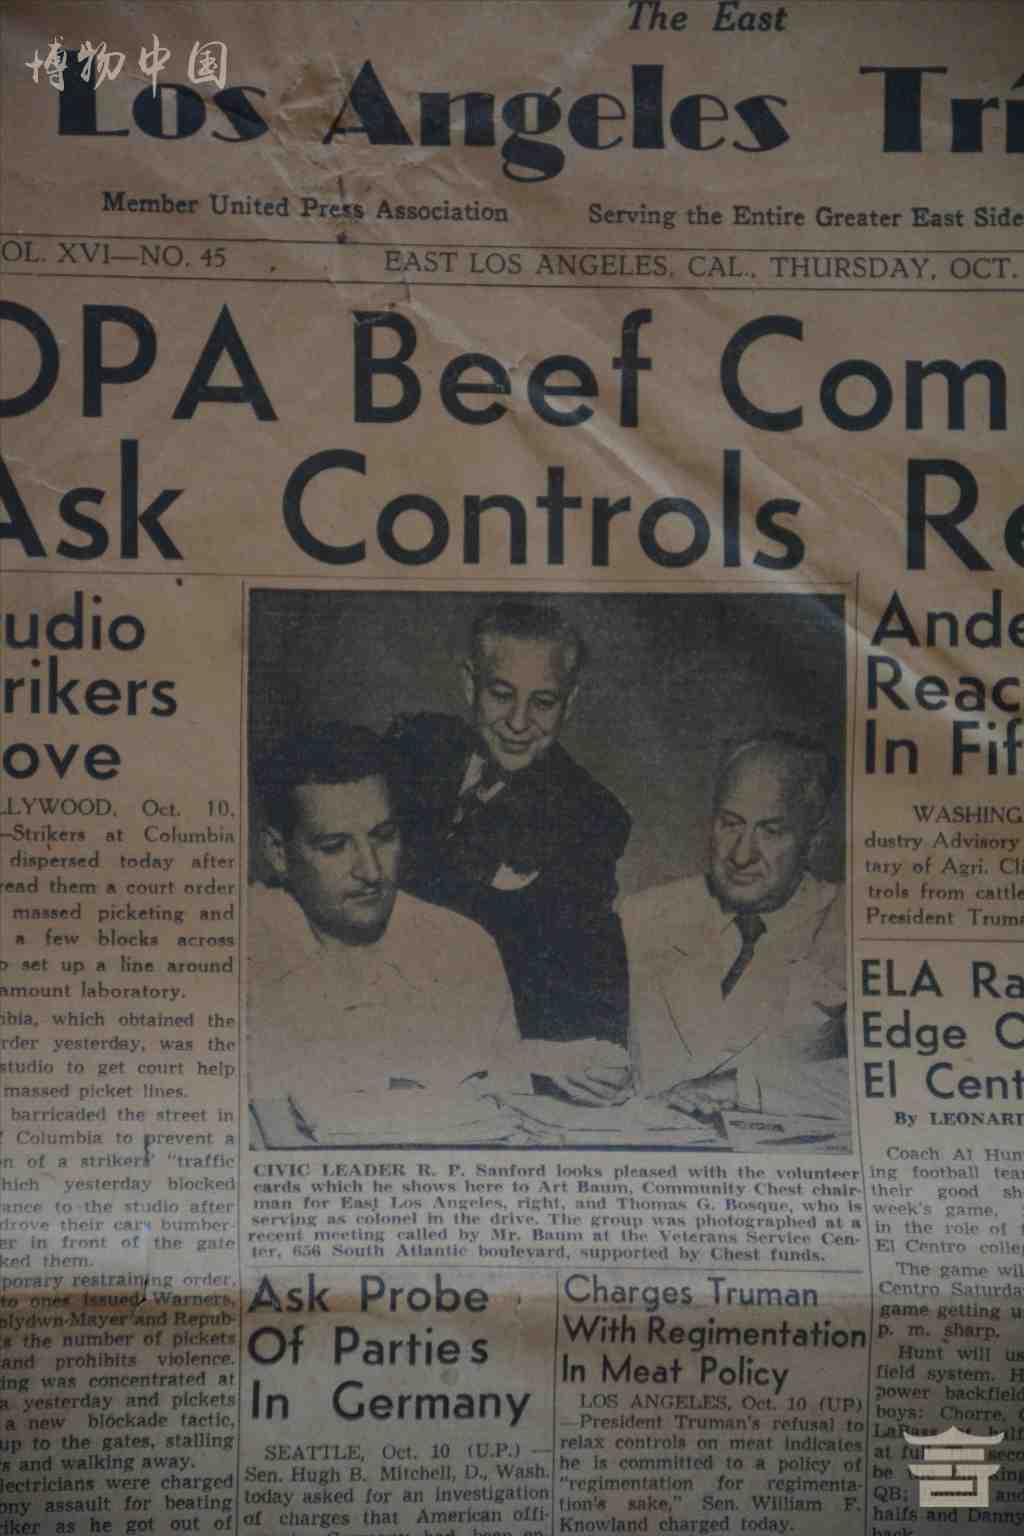 博物中国
The East
Los Angeles Tri
Member United Press Association
Serving the Entire Greater East Side
OL. XVI—NO. 45
EAST LOS ANGELES, CAL., THURSDAY, OCT.
OPA Beef Com
Ask Controls Re
udio
rikers
ove
LLYWOOD, Oct. 10,
—Strikers at Columbia
dispersed today after
read them a court order
massed picketing and
a few blocks across
o set up a line around
amount laboratory.
bia, which obtained the
rder yesterday, was the
studio to get court help
massed picket lines.
barricaded the street in
Columbia to prevent a
n of a strikers' "traffic
hich yesterday blocked
ance to the studio after
drove their cars bumber-
er in front of the gate
ked them.
porary restraining order,
to ones issued Warners,
oldwn-Mayer and Repub-
s the number of pickets
and prohibits violence.
ing was concentrated at
a yesterday and pickets
a new blockade tactic,
up to the gates, stalling
s and walking away.
lectricians were charged
ony assault for beating
iker as he got out of
CIVIC LEADER R. P. Sanford looks pleased with the volunteer
cards which he shows here to Art Baum, Community Chest chair-
man for East Los Angeles, right, and Thomas G. Bosque, who is
serving as colonel in the drive. The group was photographed at a
recent meeting called by Mr. Baum at the Veterans Service Cen-
ter, 656 South Atlantic boulevard, supported by Chest funds.
Ask Probe
Of Parties
In Germany
SEATTLE, Oct. 10 (U.P.) —
Sen. Hugh B. Mitchell, D., Wash.
today asked for an investigation
of charges that American offi-
Charges Truman
With Regimentation
In Meat Policy
LOS ANGELES, Oct. 10 (UP)
—President Truman's refusal to
relax controls on meat indicates
he is committed to a policy of
"regimentation for regimenta-
tion's sake," Sen. William F.
Knowland charged today.
Ande
Reac
In Fif
WASHING
dustry Advisory
tary of Agri. Cli
trols from cattle
President Truma
ELA Ra
Edge O
El Cent
By LEONARD
Coach Al Hun
ing football tea
their good sh
week's game,
in the role of
El Centro colleg
The game wil
Centro Saturda
game getting u
p. m. sharp.
Hunt will us
field system. H
power backfield
boys: Chorre,
LaBass half
at ful seco
be ing
QB; and
halfs and Danny
back